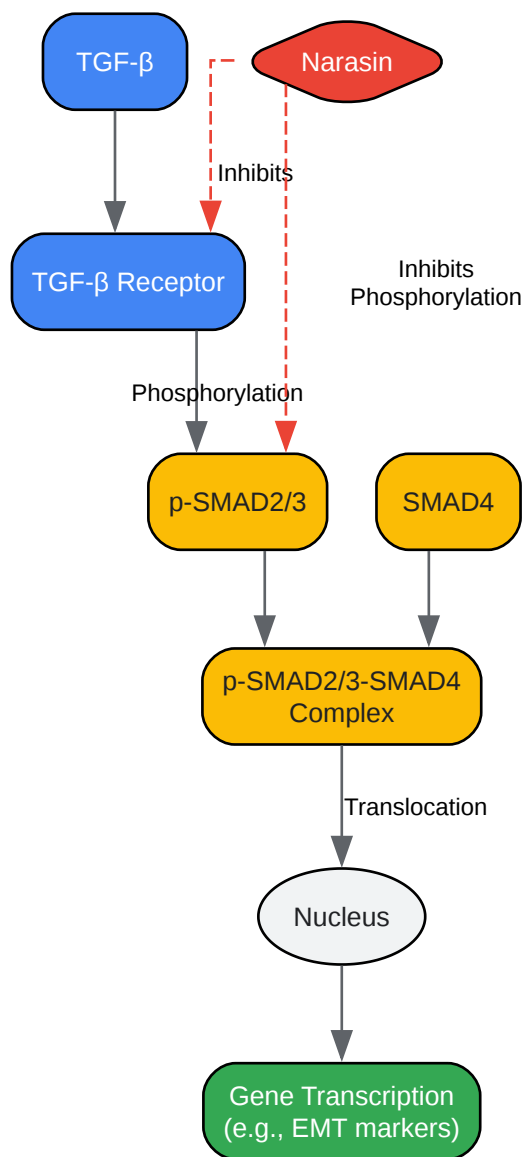 TGF-β
Narasin
Inhibits
TGF-β Receptor
Inhibits
Phosphorylation
Phosphorylation
p-SMAD2/3
SMAD4
p-SMAD2/3-SMAD4
Complex
Translocation
Nucleus
Gene Transcription
(e.g., EMT markers)